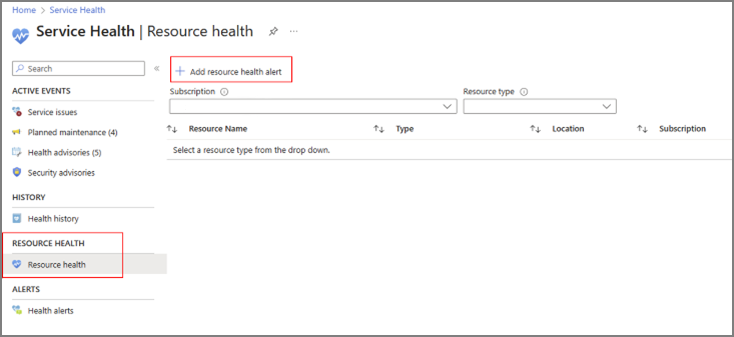 Home > Service Health
Service Health | Resource health
Search
Add resource health alert
Subscription
Resource type
Resource Name Type Location Subscription
Select a resource type from the drop down.
ACTIVE EVENTS
Service issues
Planned maintenance (4)
Health advisories (5)
Security advisories
HISTORY
Health history
RESOURCE HEALTH
Resource health
ALERTS
Health alerts